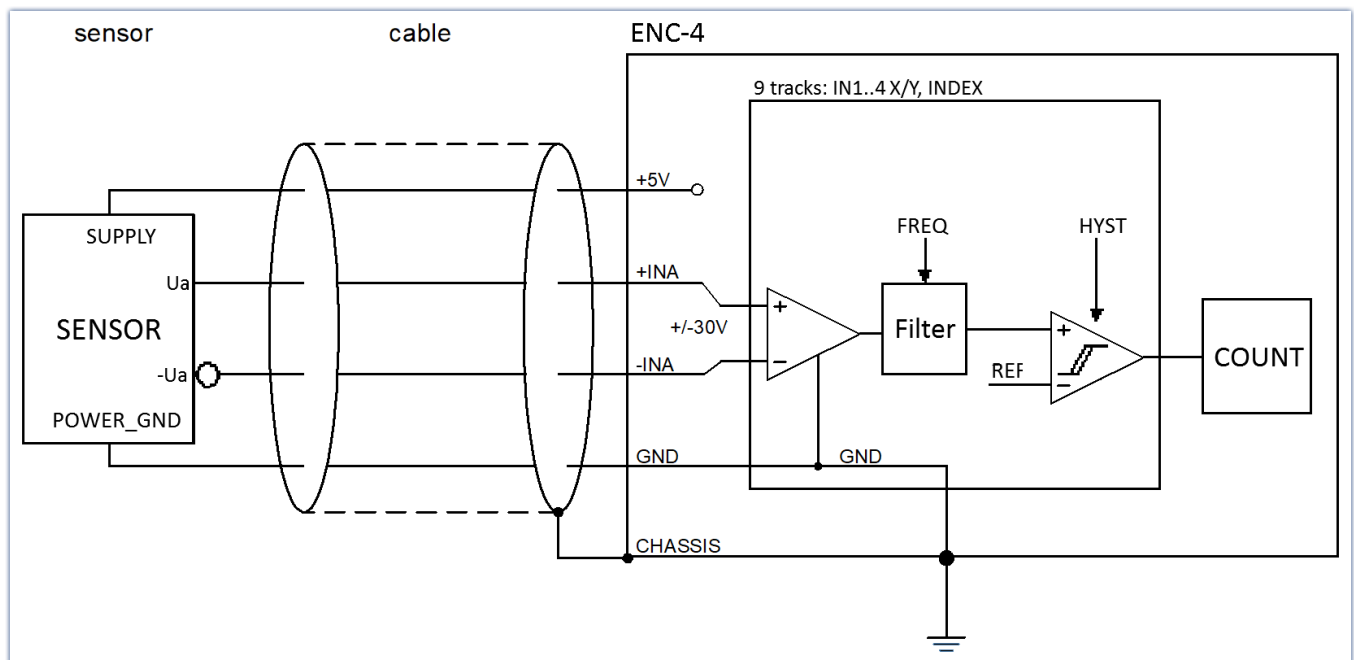 sensor
cable
ENC-4
9 tracks: IN1..4 X/Y, INDEX
+5V
SUPPLY
FREQ
HYST
Ua
+INA
SENSOR
+/-30V
+
−
Filter
+
REF
−
COUNT
-Ua
-INA
POWER_GND
GND
GND
CHASSIS